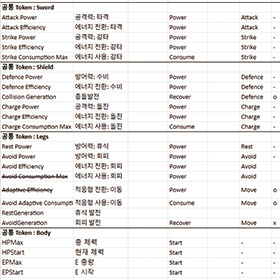 공통 Token : Sword
Attack Power 공격력; 타격 Power Attack -
Attack Efficiency 에너지 전환; 타격 Power Attack -
Strike Power 공격력; 강타 Power Strike -
Strike Efficiency 에너지 전환; 강타 Power Strike -
Strike Consumption Max 에너지 사용; 강타 Consume Strike -
공통 Token : Shield
Defence Power 방어력; 수비 Power Defence -
Defence Efficiency 에너지 전환; 수비 Power Defence -
Collision Generation 충돌발전 Recover Defence o
Charge Power 공격력; 돌진 Power Charge -
Charge Efficiency 에너지 전환; 돌진 Power Charge -
Charge Consumption Max 에너지 사용; 돌진 Consume Charge -
공통 Token : Legs
Rest Power 방어력; 휴식 Power Rest -
Avoid Power 방어력; 회피 Power Avoid -
Avoid Efficiency 에너지 전환; 회피 Power Avoid -
Avoid Consumption Max 에너지 사용; 회피 Consume Avoid -
Adaptive Efficiency 적응형 전환; 이동 Power Move o
Avoid Adaptive Consumpti 적응형 전환; 이동 Consume Move o
RestGeneration 휴식 발전
AvoidGeneration 회피 발전 Recover Move x
공통 Token : Body
HPMax 총 체력 Start -
HPStart 현재 체력 Start -
EPMax E 총량 Start -
EPStart E 시작 Start -